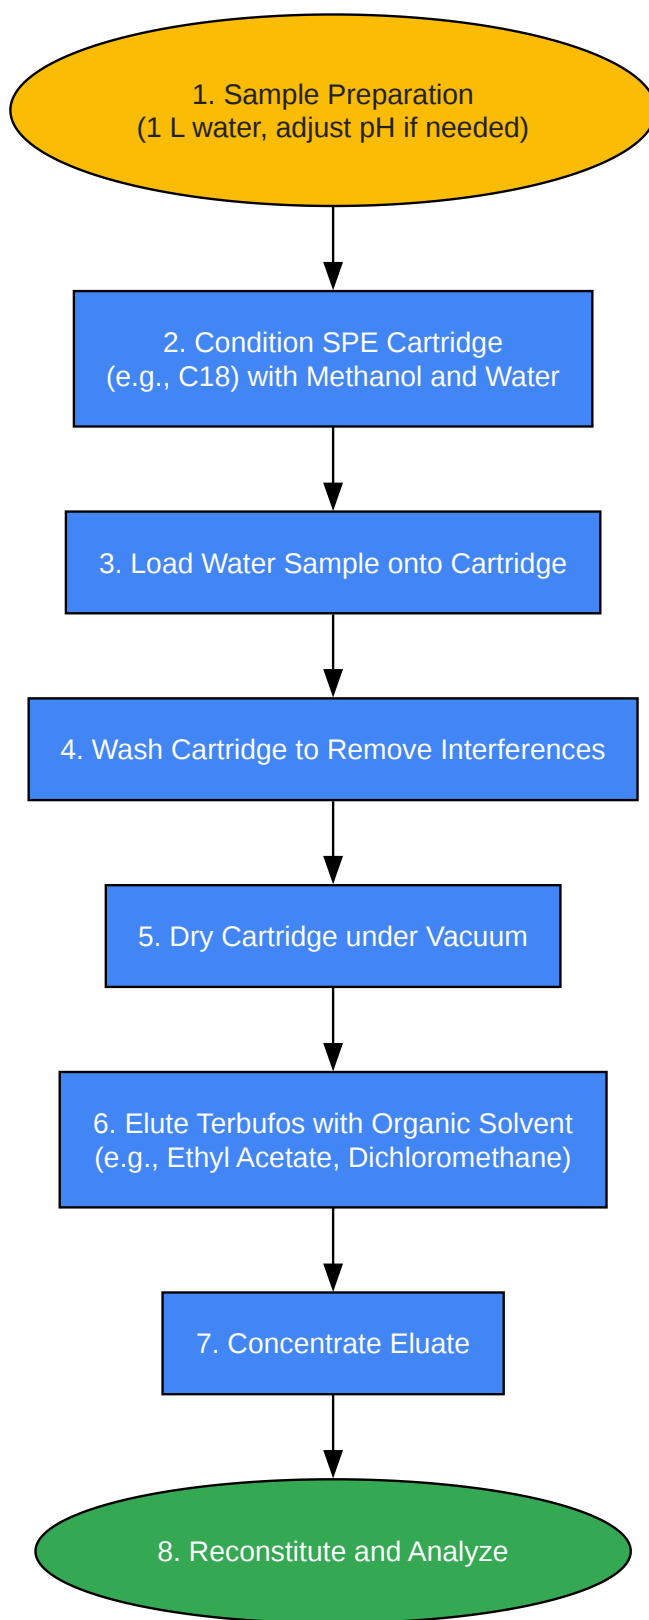 1. Sample Preparation
(1 L water, adjust pH if needed)
2. Condition SPE Cartridge
(e.g., C18) with Methanol and Water
3. Load Water Sample onto Cartridge
4. Wash Cartridge to Remove Interferences
5. Dry Cartridge under Vacuum
6. Elute Terbufos with Organic Solvent
(e.g., Ethyl Acetate, Dichloromethane)
7. Concentrate Eluate
8. Reconstitute and Analyze